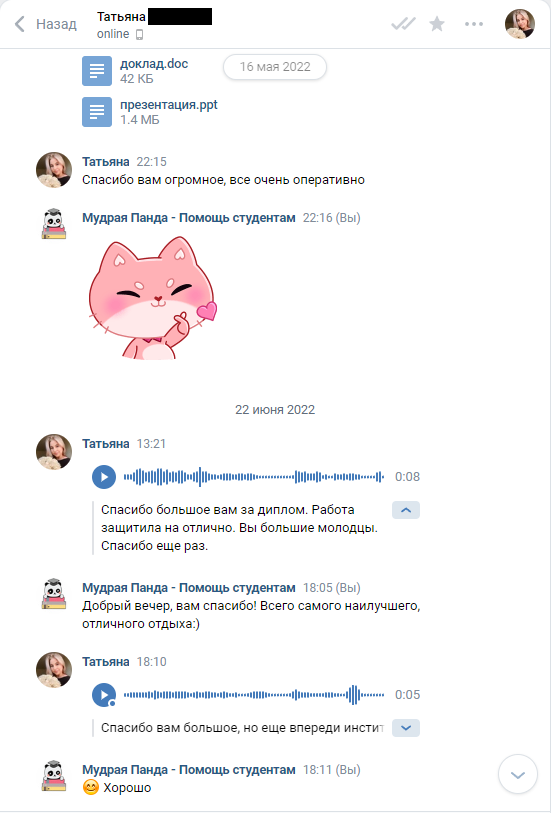 Назад
Татьяна
online
16 мая 2022
доклад.doc
42 КБ
презентация.ppt
1.4 МБ
Татьяна 22:15
Спасибо вам огромное, все очень оперативно
Мудрая Панда - Помощь студентам 22:16 (Вы)
22 июня 2022
Татьяна 13:21
0:08
Спасибо большое вам за диплом. Работа
защитила на отлично. Вы большие молодцы.
Спасибо еще раз.
Мудрая Панда - Помощь студентам 18:05 (Вы)
Добрый вечер, вам спасибо! Всего самого наилучшего,
отличного отдыха:)
Татьяна 18:10
0:05
Спасибо вам большое, но еще впереди инстит
Мудрая Панда - Помощь студентам 18:11 (Вы)
😊 Хорошо